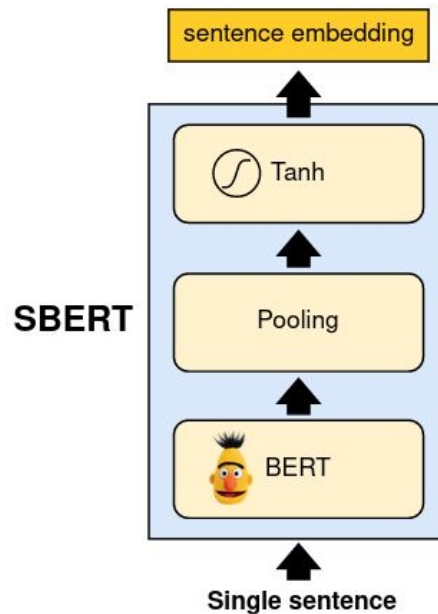 sentence embedding
Tanh
SBERT
Pooling
BERT
Single sentence